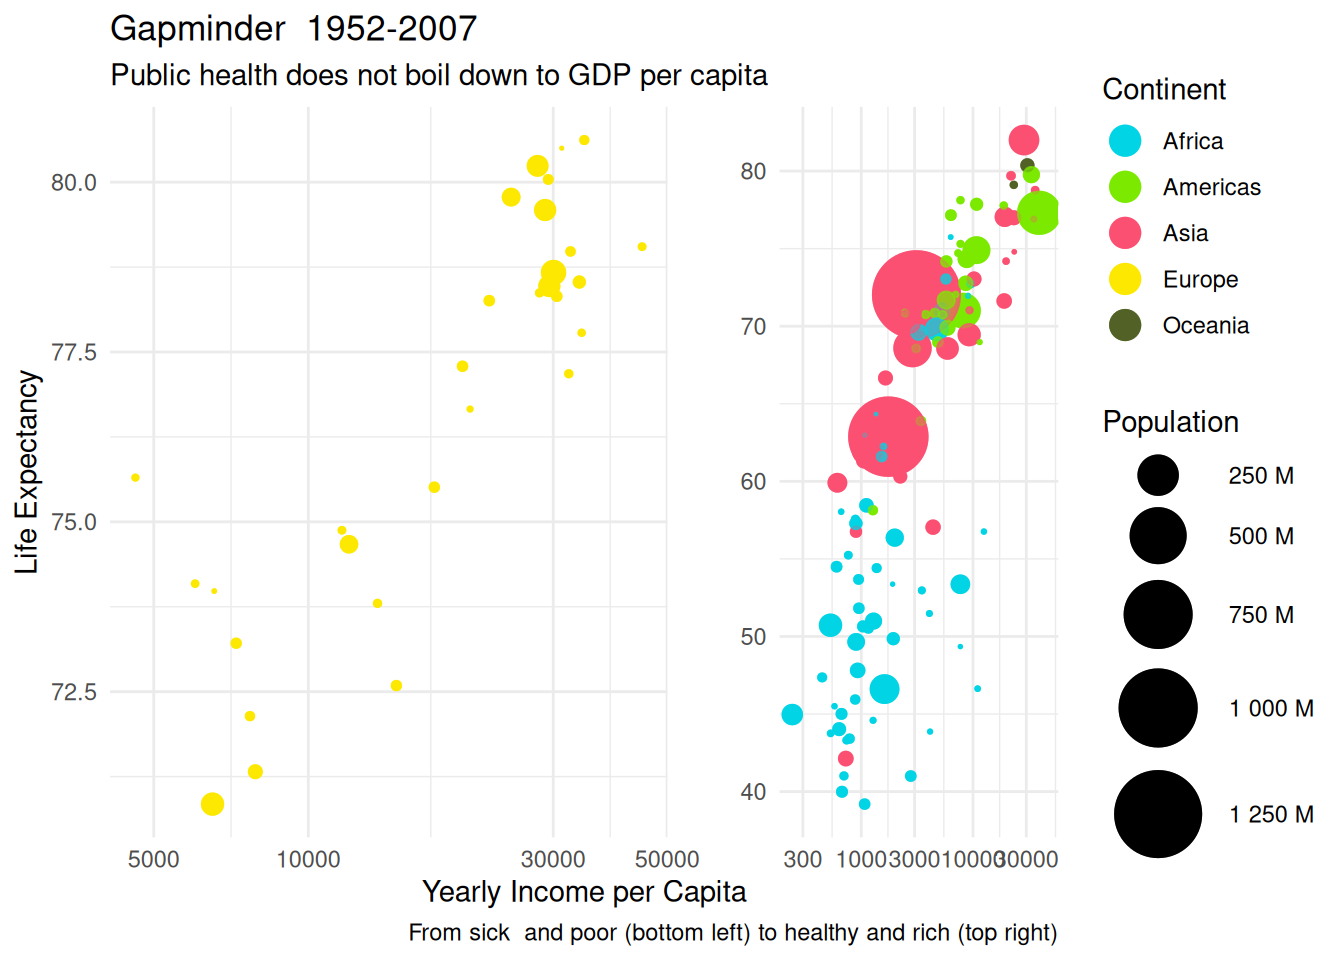 Gapminder  1952-2007
Public health does not boil down to GDP per capita
Life Expectancy
80.0
77.5
75.0
72.5
5000 10000 30000 50000
80
70
60
50
40
300 1000 3000 10000 30000
Yearly Income per Capita
From sick  and poor (bottom left) to healthy and rich (top right)
Continent
Africa
Americas
Asia
Europe
Oceania
Population
250 M
500 M
750 M
1 000 M
1 250 M